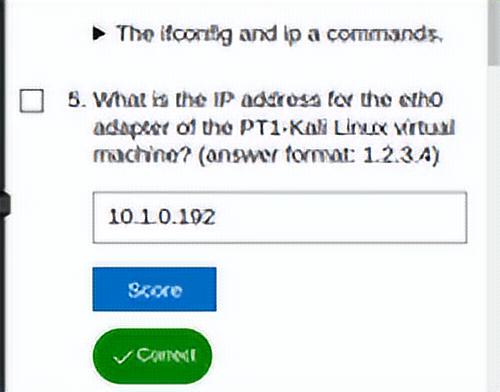 ▶ The ifconfig and ip a commands.
5. What is the IP address for the eth0
adapter of the PT1-Kali Linux virtual
machine? (answer format: 1.2.3.4)
10.1.0.192
Score
✓ Correct